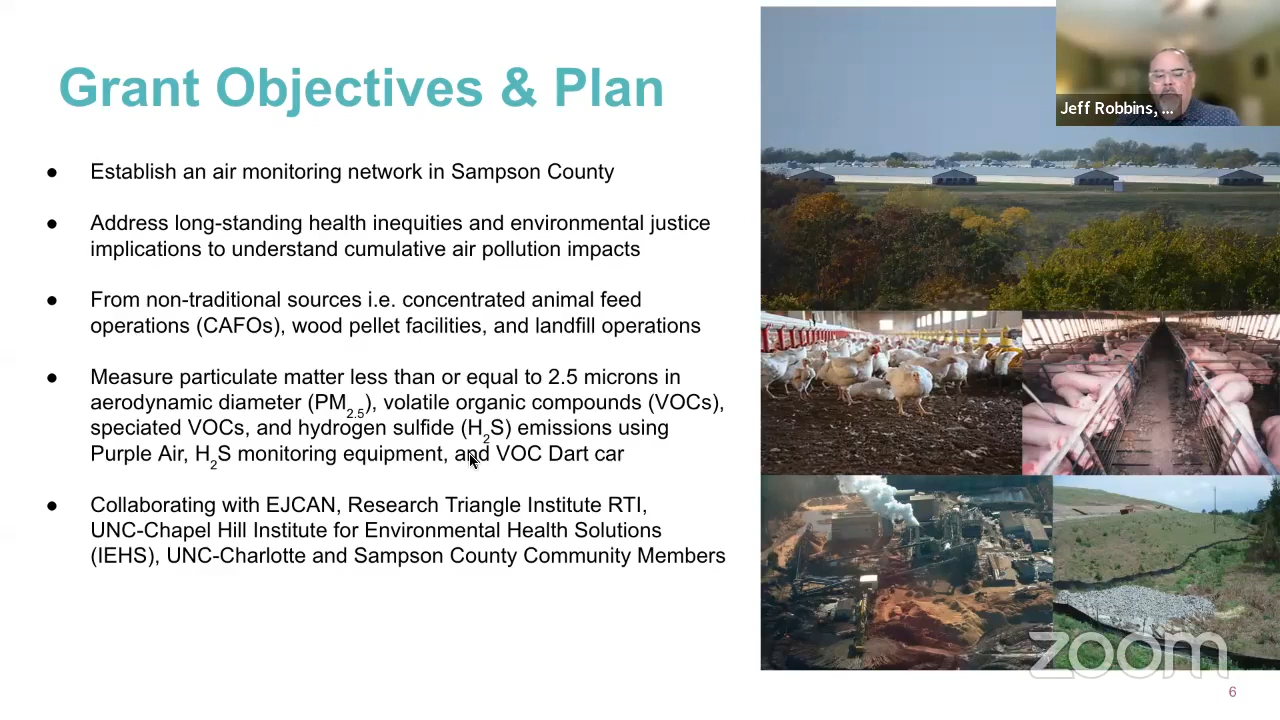 Grant Objectives & Plan
● Establish an air monitoring network in Sampson County
● Address long-standing health inequities and environmental justice
implications to understand cumulative air pollution impacts
● From non-traditional sources i.e. concentrated animal feed
operations (CAFOs), wood pellet facilities, and landfill operations
● Measure particulate matter less than or equal to 2.5 microns in
aerodynamic diameter (PM2.5), volatile organic compounds (VOCs),
speciated VOCs, and hydrogen sulfide (H2S) emissions using
Purple Air, H2S monitoring equipment, and VOC Dart car
● Collaborating with EJCAN, Research Triangle Institute RTI,
UNC-Chapel Hill Institute for Environmental Health Solutions
(IEHS), UNC-Charlotte and Sampson County Community Members
Jeff Robbins, ...
zoom
6